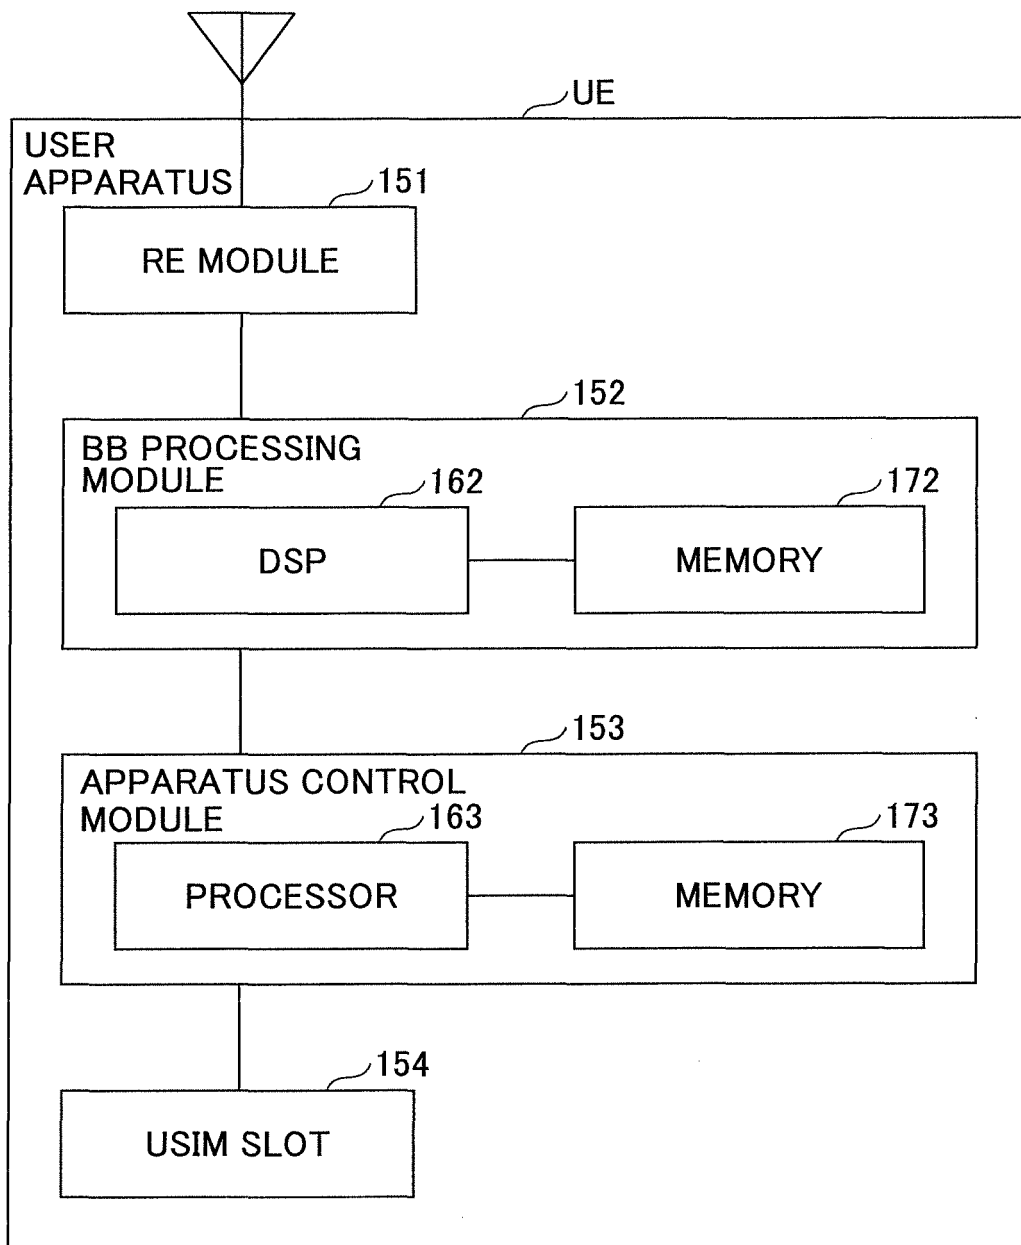 UE
USER
APPARATUS
151
RE MODULE
152
BB PROCESSING
MODULE
162
172
DSP
MEMORY
153
APPARATUS CONTROL
MODULE
163
173
PROCESSOR
MEMORY
154
USIM SLOT